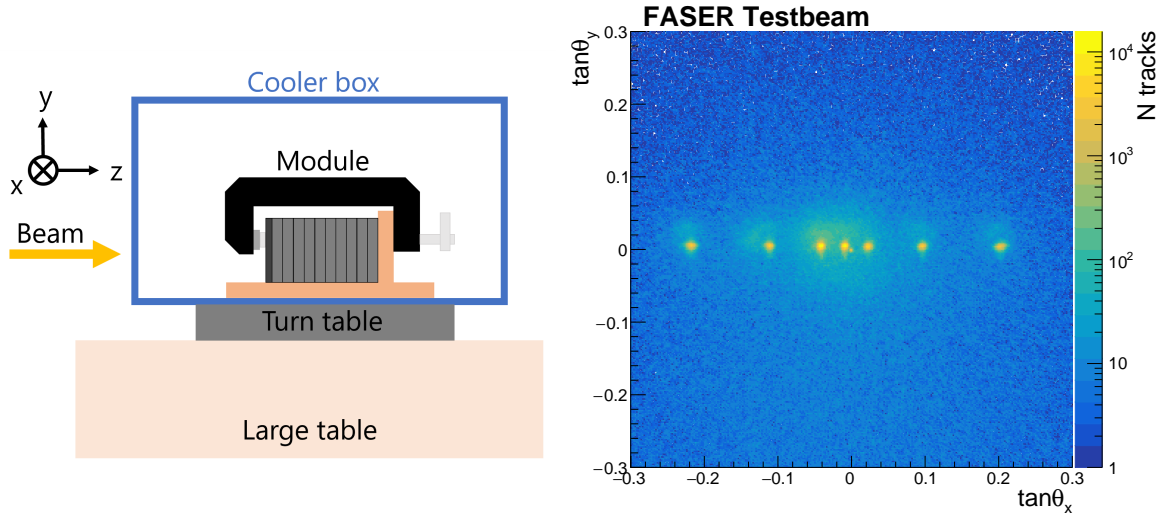 Cooler box
y
x
z
Module
Beam
Turn table
Large table
FASER Testbeam
tanθy
0.3
0.2
0.1
0
−0.1
−0.2
−0.3
−0.3
−0.2
−0.1
0
0.1
0.2
0.3
tanθx
10⁴
10³
10²
10
1
N tracks